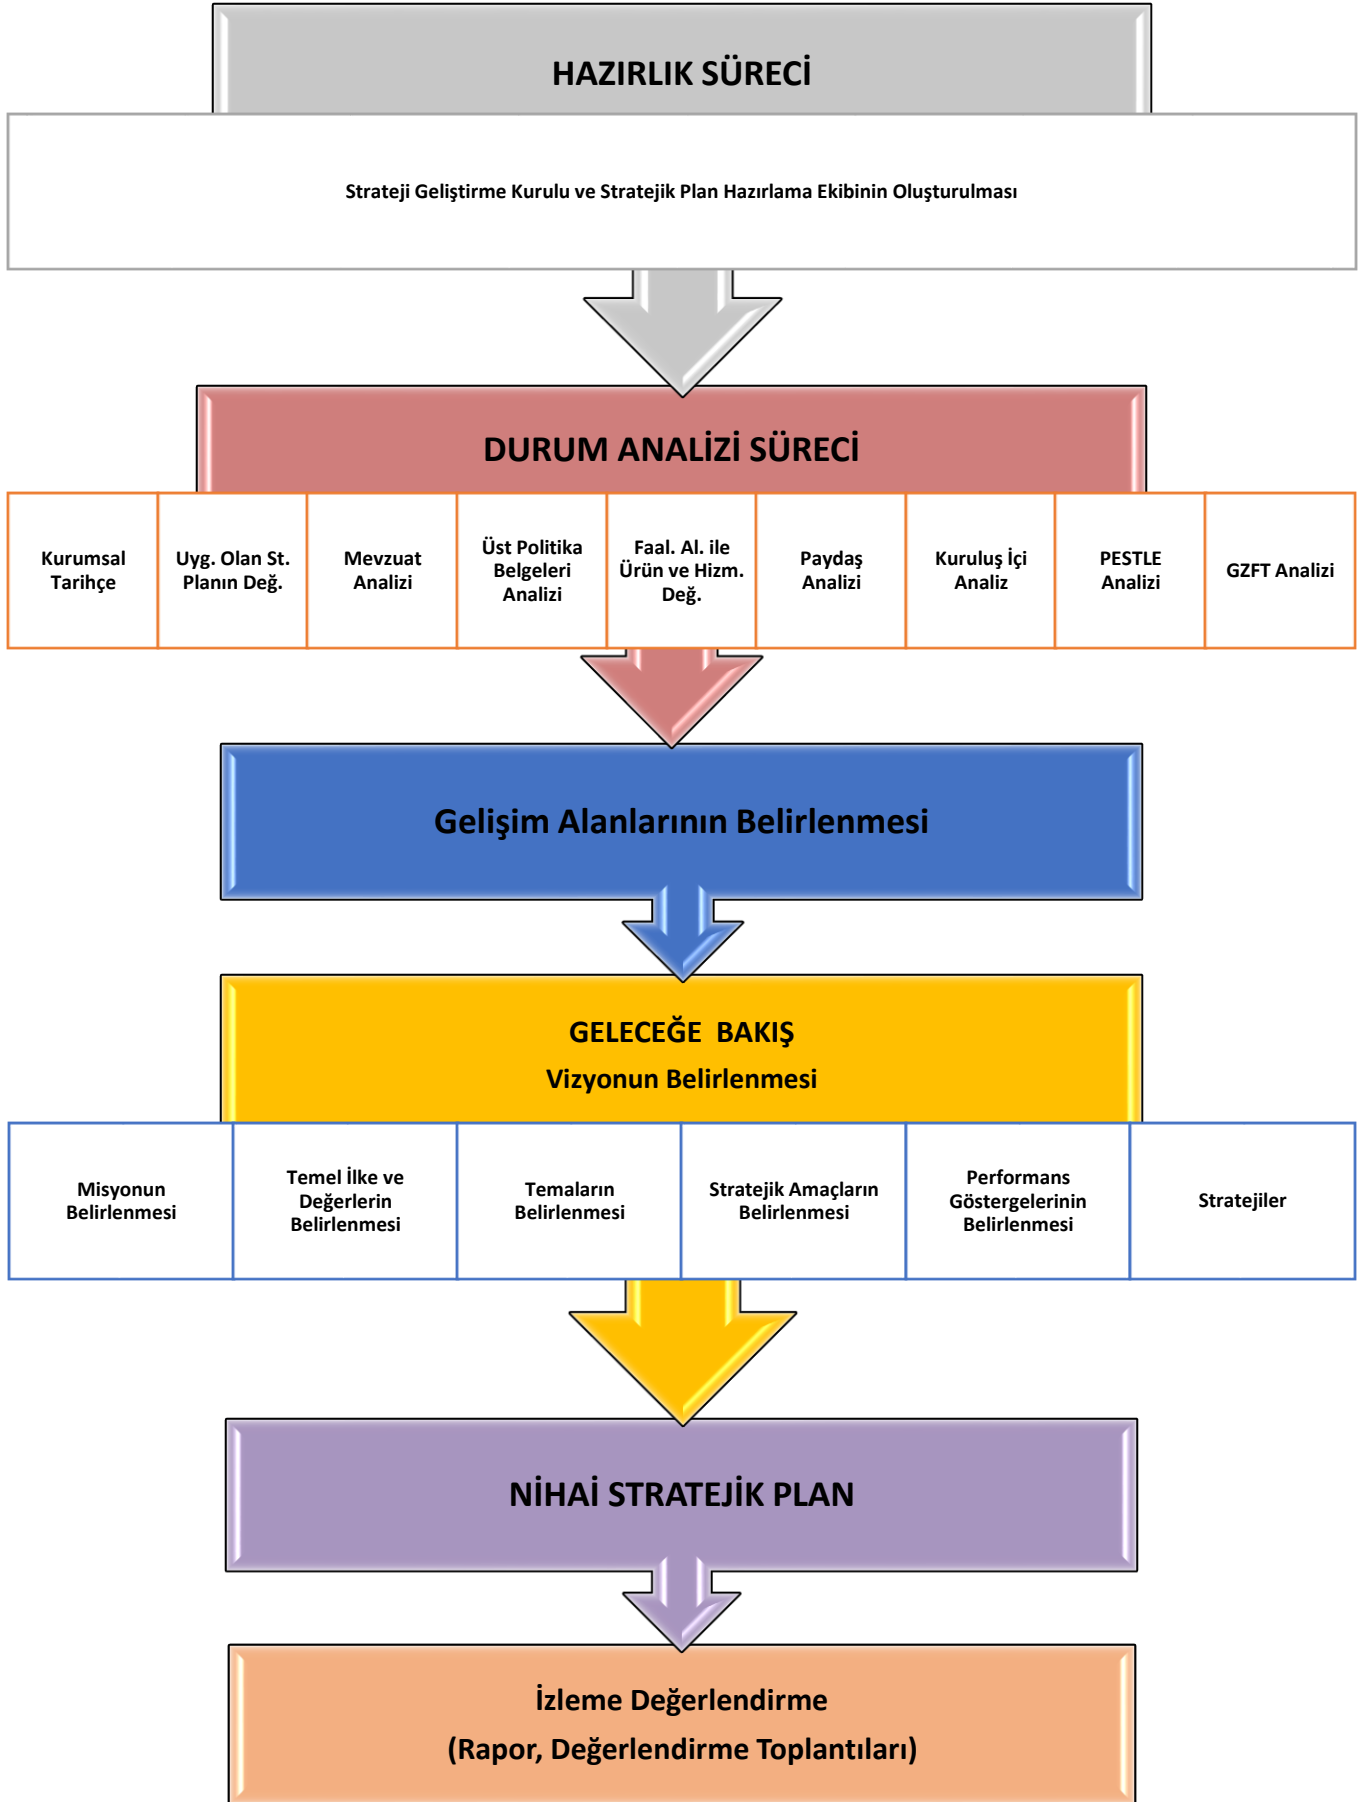 HAZIRLIK SÜRECİ
Strateji Geliştirme Kurulu ve Stratejik Plan Hazırlama Ekibinin Oluşturulması
DURUM ANALİZİ SÜRECİ
Kurumsal
Tarihçe
Uyg. Olan St.
Planın Değ.
Mevzuat
Analizi
Üst Politika
Belgeleri
Analizi
Faal. Al. ile
Ürün ve Hizm.
Değ.
Paydaş
Analizi
Kuruluş İçi
Analiz
PESTLE
Analizi
GZFT Analizi
Gelişim Alanlarının Belirlenmesi
GELECEĞE  BAKIŞ
Vizyonun Belirlenmesi
Misyonun
Belirlenmesi
Temel İlke ve
Değerlerin
Belirlenmesi
Temaların
Belirlenmesi
Stratejik Amaçların
Belirlenmesi
Performans
Göstergelerinin
Belirlenmesi
Stratejiler
NİHAİ STRATEJİK PLAN
İzleme Değerlendirme
(Rapor, Değerlendirme Toplantıları)